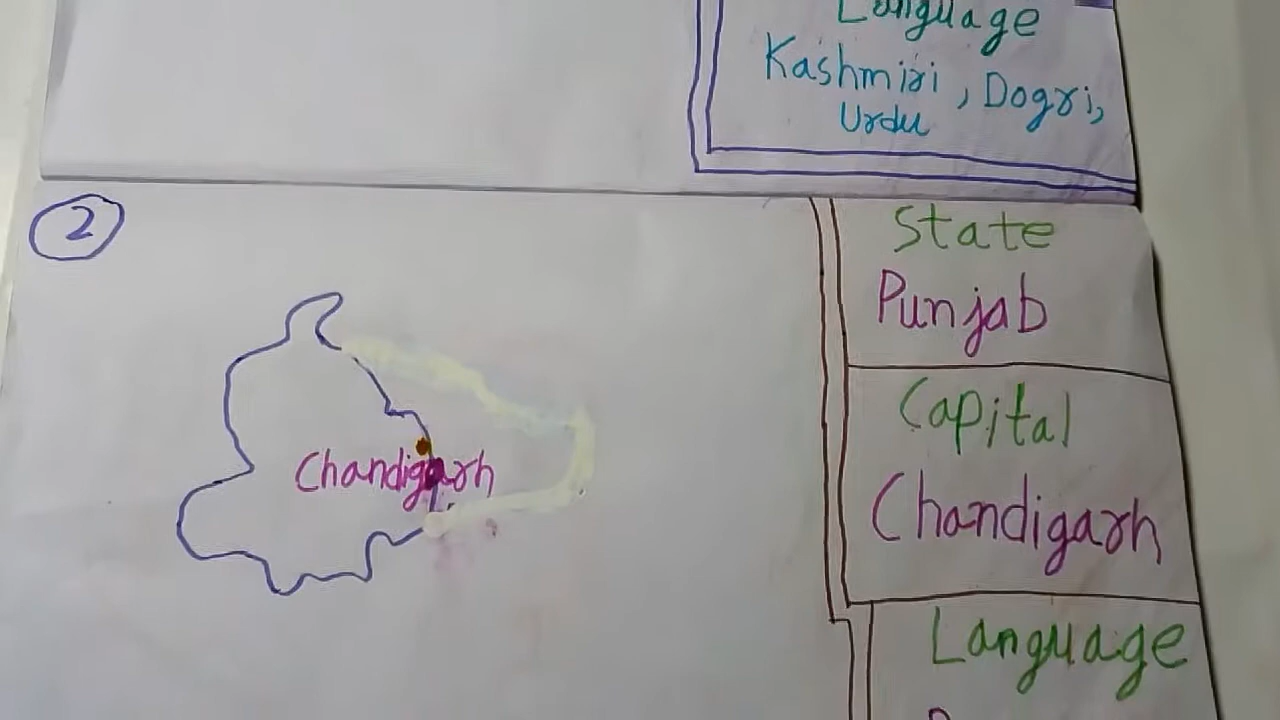 Language
Kashmiri, Dogri,
Urdu
2
State
Punjab
Chandigarh
Capital
Chandigarh
Language